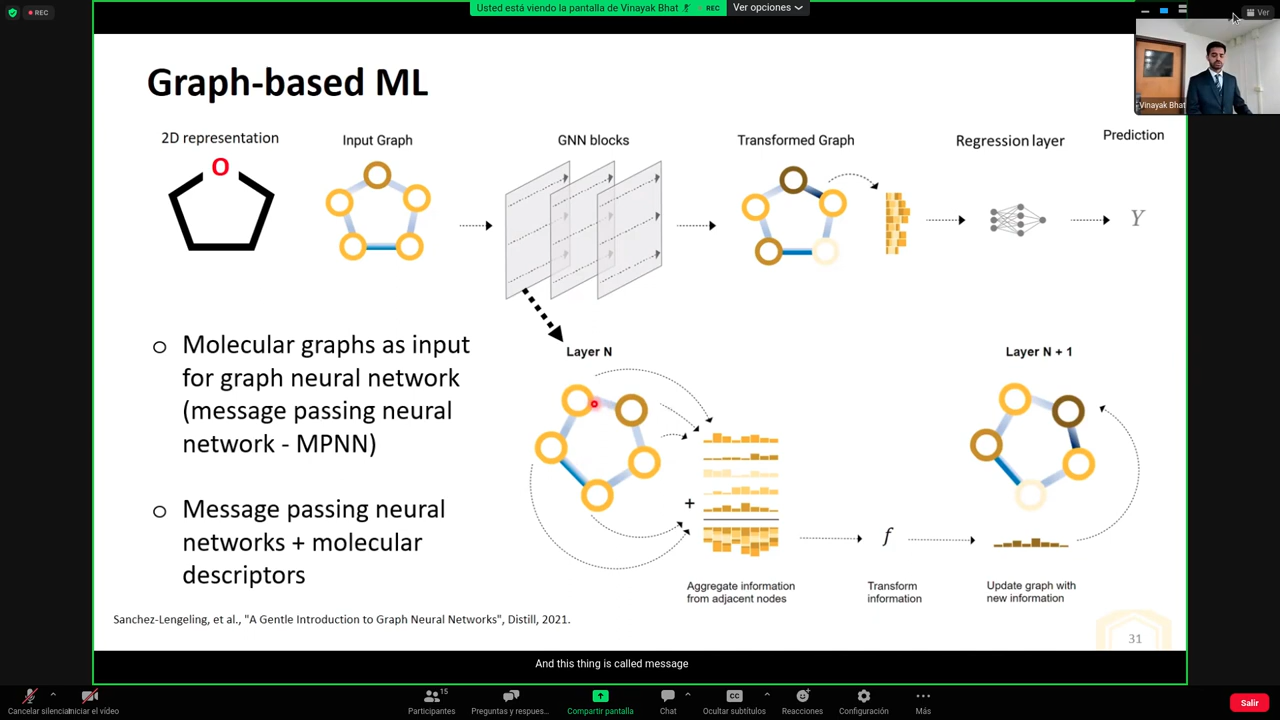 REC
Usted está viendo la pantalla de Vinayak Bhat
REC
Ver opciones
Ver
Vinayak Bhat
Graph-based ML
2D representation
Input Graph
GNN blocks
Transformed Graph
Regression layer
Prediction
O
Y
Molecular graphs as input
for graph neural network
(message passing neural
network - MPNN)
Message passing neural
networks + molecular
descriptors
Layer N
Layer N + 1
+
f
Aggregate information
from adjacent nodes
Transform
information
Update graph with
new information
Sanchez-Lengeling, et al., "A Gentle Introduction to Graph Neural Networks", Distill, 2021.
31
And this thing is called message
Cancelar silenciar
Iniciar el vídeo
15
Participantes
Preguntas y respues...
Compartir pantalla
Chat
CC
Ocultar subtítulos
Reacciones
Configuración
Más
Salir